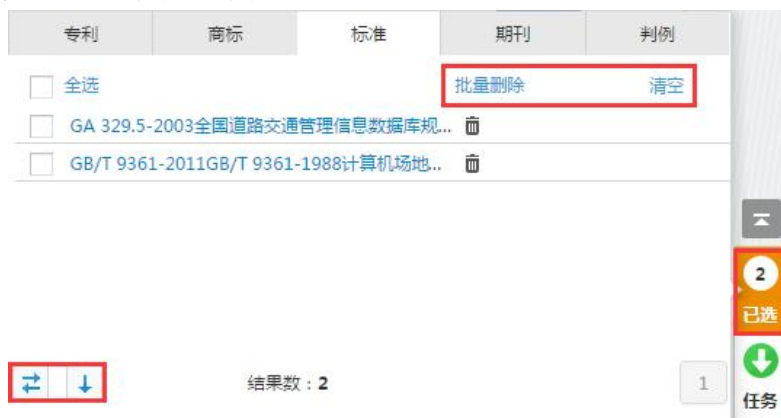 专利 商标 标准 期刊 判例
全选 批量删除 清空
GA 329.5-2003全国道路交通管理信息数据库规...
GB/T 9361-2011GB/T 9361-1988计算机场地...
2
已选
结果数：2 1
任务